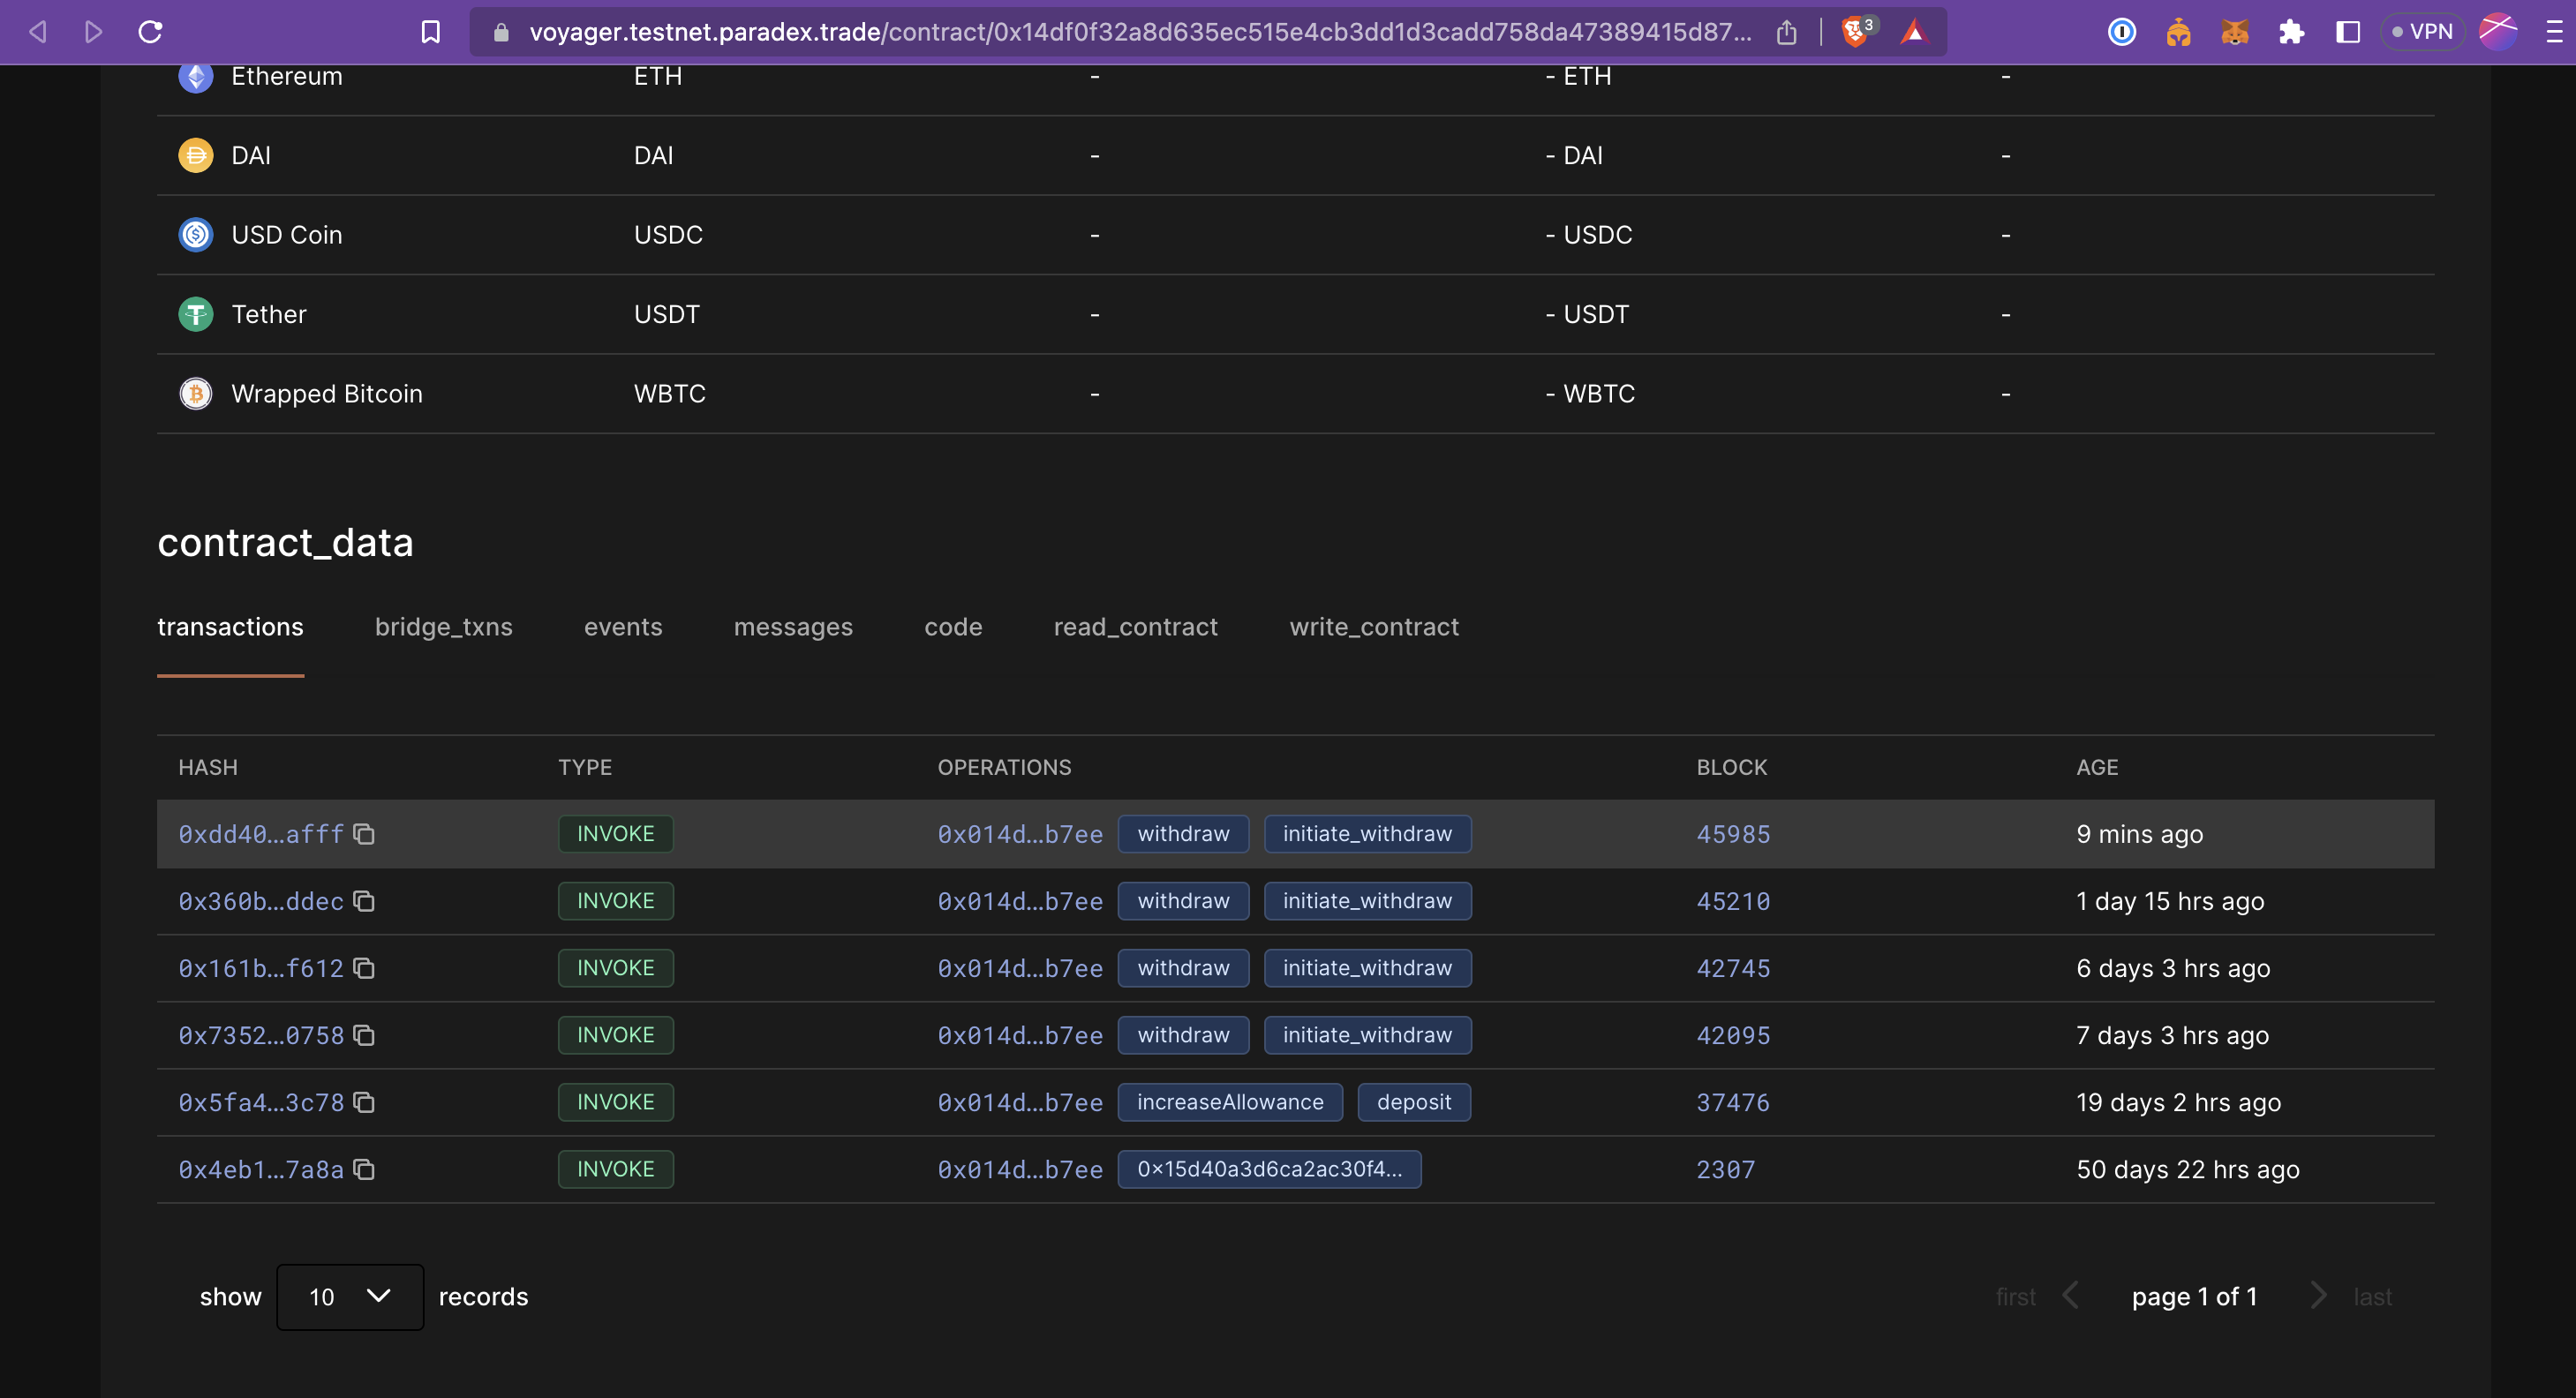 voyager.testnet.paradex.trade/contract/0x14df0f32a8d635ec515e4cb3dd1d3cadd758da47389415d87... 3 VPN
Ethereum ETH - - ETH -
DAI DAI - - DAI -
USD Coin USDC - - USDC -
Tether USDT - - USDT -
Wrapped Bitcoin WBTC - - WBTC -
contract_data
transactions bridge_txns events messages code read_contract write_contract
HASH TYPE OPERATIONS BLOCK AGE
0xdd40...afff INVOKE 0x014d...b7ee withdraw initiate_withdraw 45985 9 mins ago
0x360b...ddec INVOKE 0x014d...b7ee withdraw initiate_withdraw 45210 1 day 15 hrs ago
0x161b...f612 INVOKE 0x014d...b7ee withdraw initiate_withdraw 42745 6 days 3 hrs ago
0x7352...0758 INVOKE 0x014d...b7ee withdraw initiate_withdraw 42095 7 days 3 hrs ago
0x5fa4...3c78 INVOKE 0x014d...b7ee increaseAllowance deposit 37476 19 days 2 hrs ago
0x4eb1...7a8a INVOKE 0x014d...b7ee 0x15d40a3d6ca2ac30f4... 2307 50 days 22 hrs ago
show 10 records first page 1 of 1 last